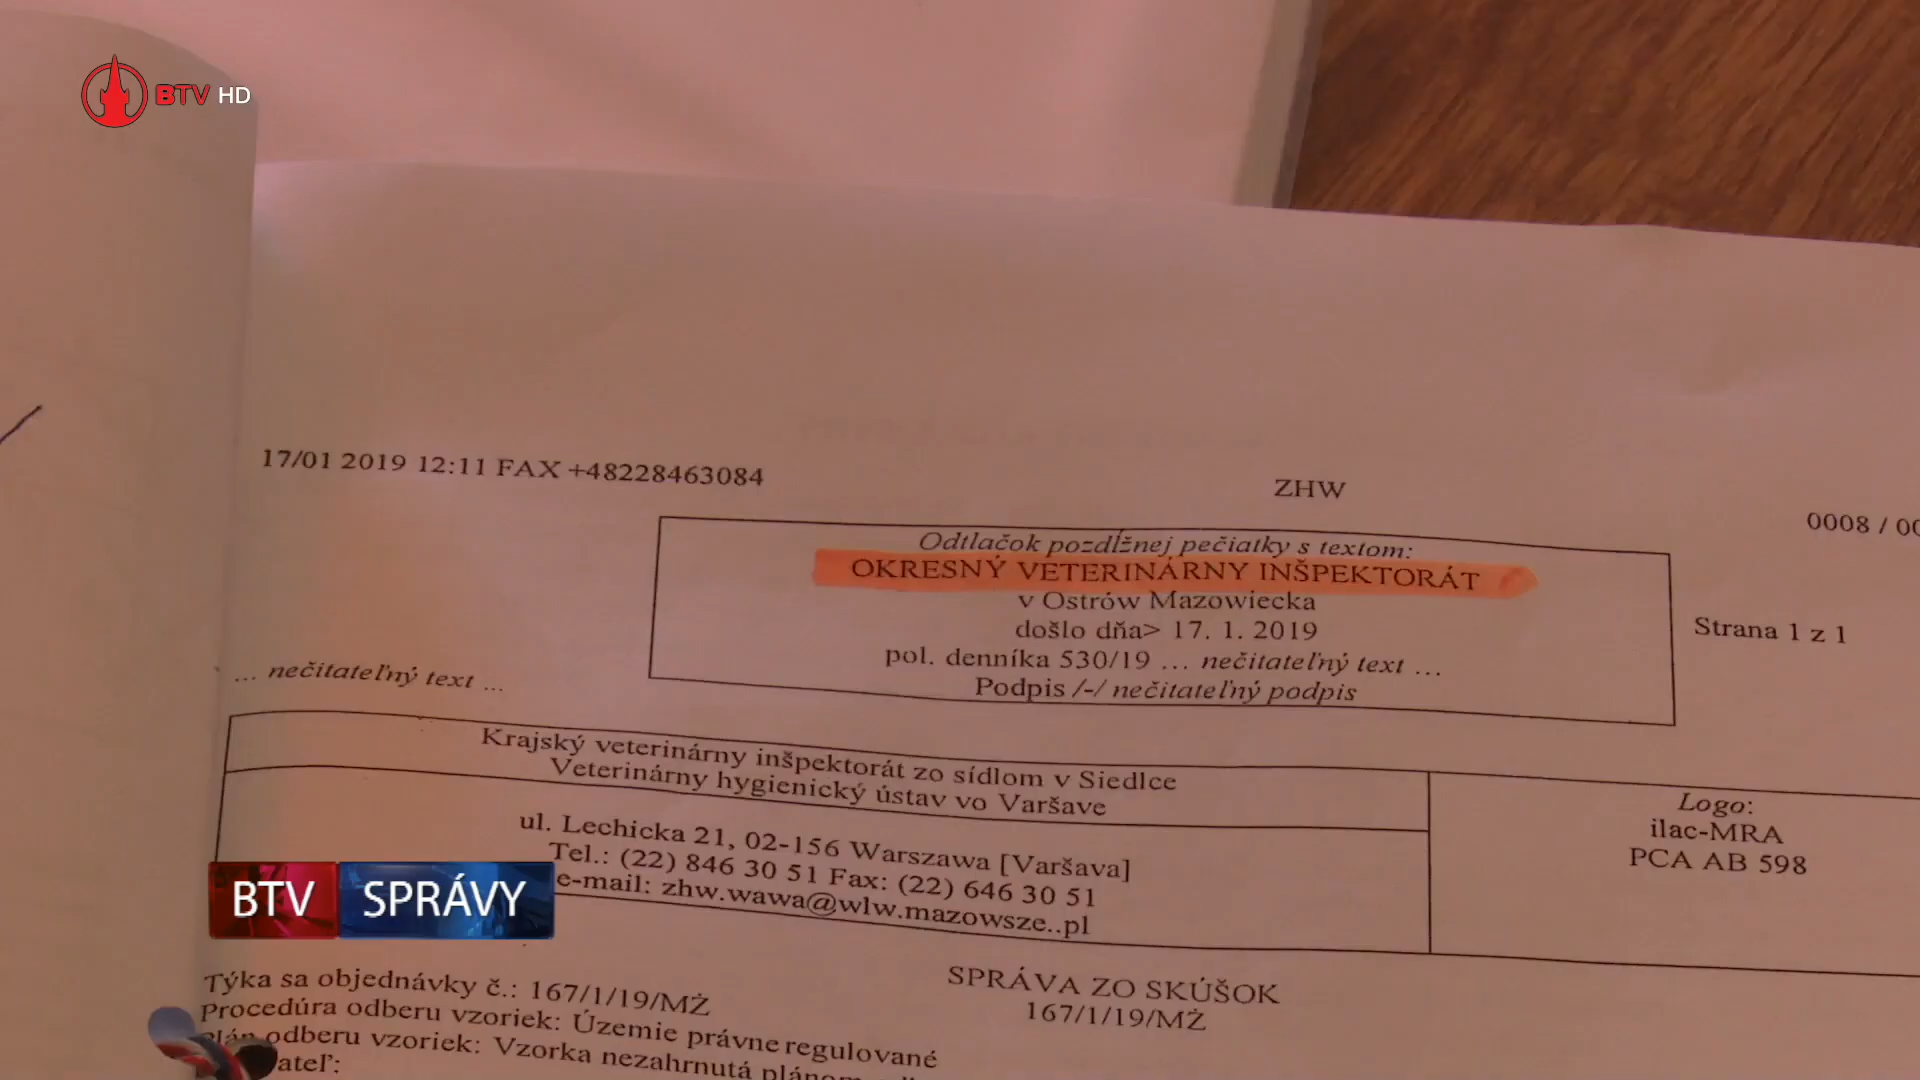 BTV HD
17/01 2019 12:11 FAX +48228463084
ZHW
0008 /
Odtlačok pozdĺžnej pečiatky s textom:
OKRESNÝ VETERINÁRNY INŠPEKTORÁT
v Ostrów Mazowiecka
došlo dňa> 17. 1. 2019
pol. denníka 530/19 ... nečitateľný text ...
Podpis /-/ nečitateľný podpis
Strana 1 z 1
... nečitateľný text ...
Krajský veterinárny inšpektorát zo sídlom v Siedlce
Veterinárny hygienický ústav vo Varšave
ul. Lechicka 21, 02-156 Warszawa [Varšava]
Tel.: (22) 846 30 51 Fax: (22) 646 30 51
e-mail: zhw.wawa@wlw.mazowsze..pl
Logo:
ilac-MRA
PCA AB 598
BTV SPRÁVY
SPRÁVA ZO SKÚŠOK
167/1/19/MŻ
Týka sa objednávky č.: 167/1/19/MŻ
Procedúra odberu vzoriek: Územie právne regulované
odberu vzoriek: Vzorka nezahrnutá